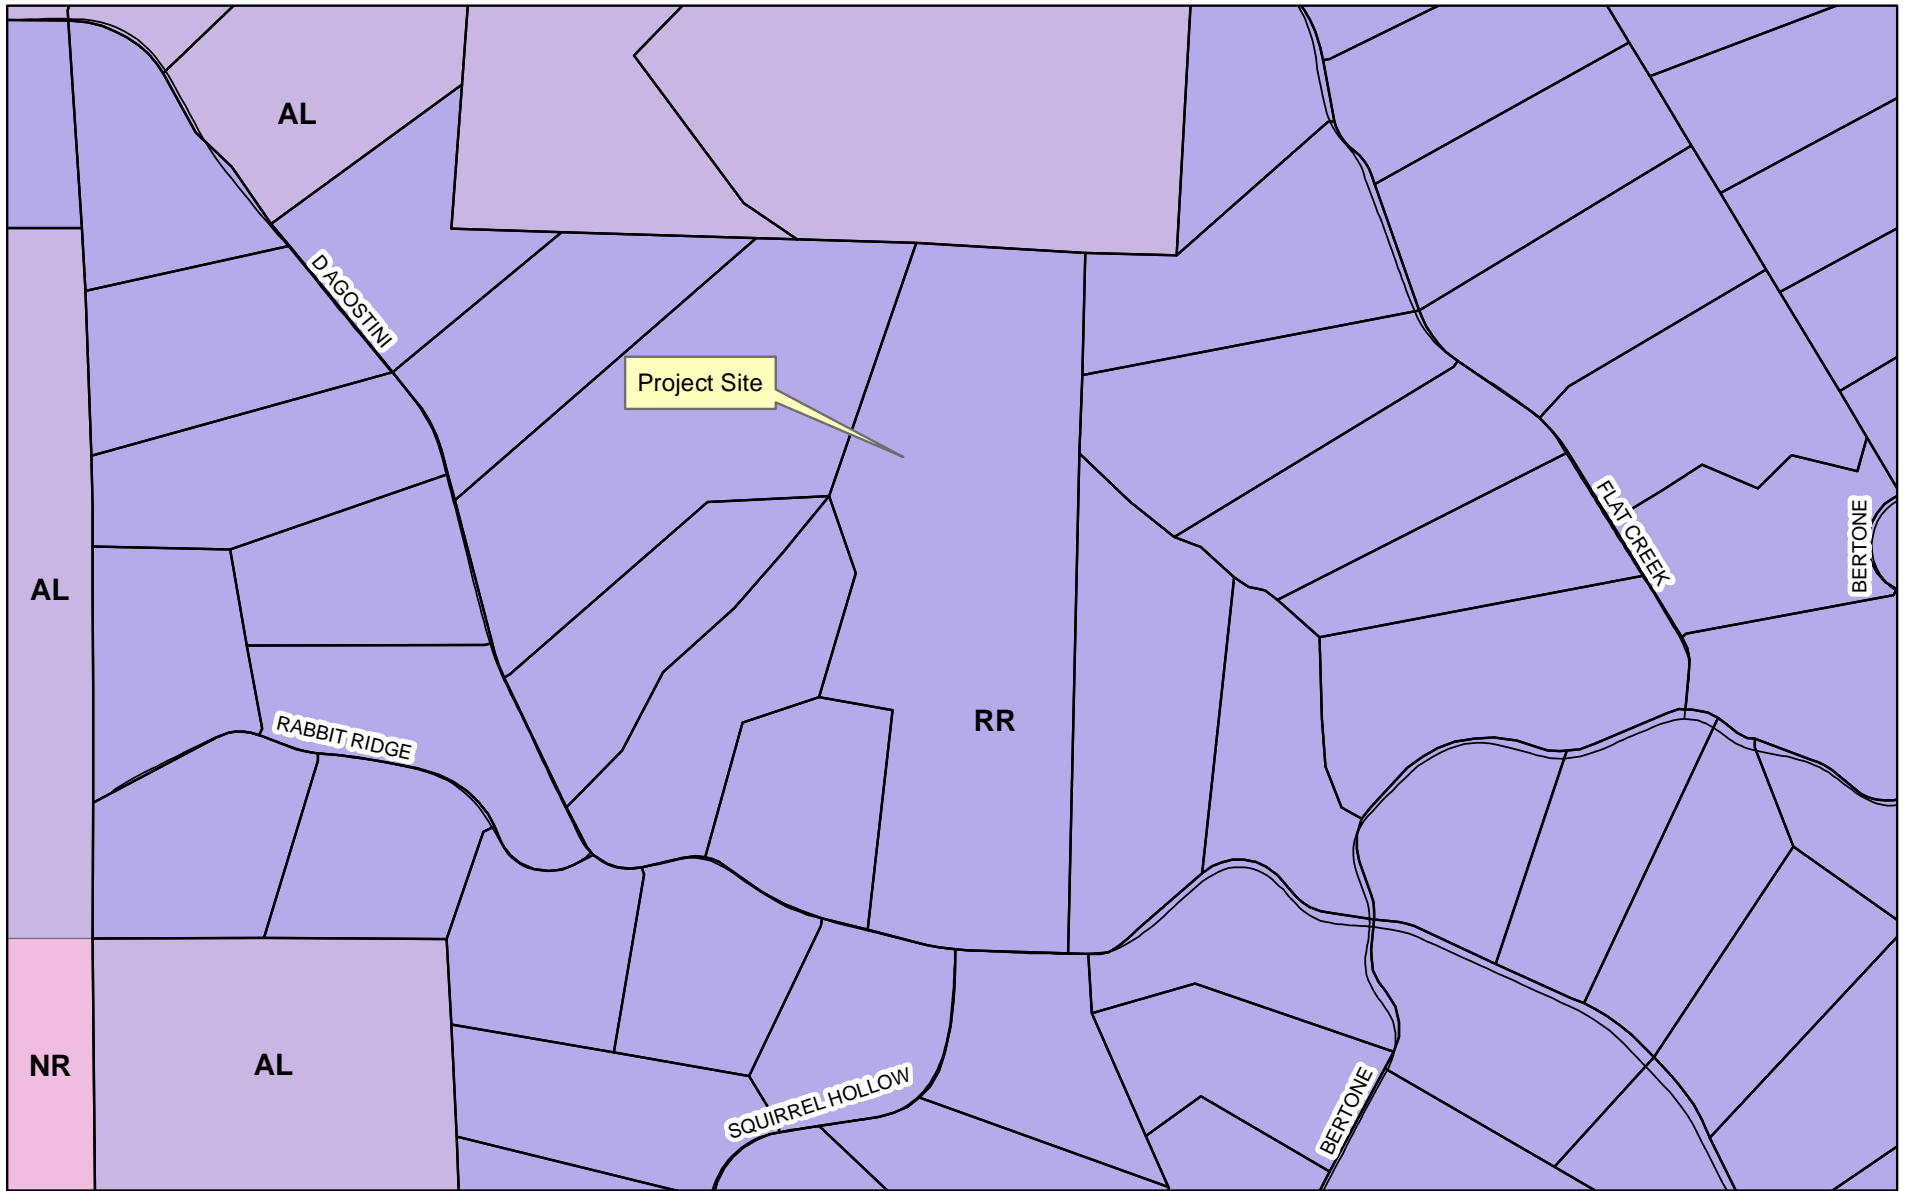 AL
DAGOSTINI
Project Site
FLAT CREEK
BERTONE
AL
RR
RABBIT RIDGE
NR
AL
SQUIRREL HOLLOW
BERTONE